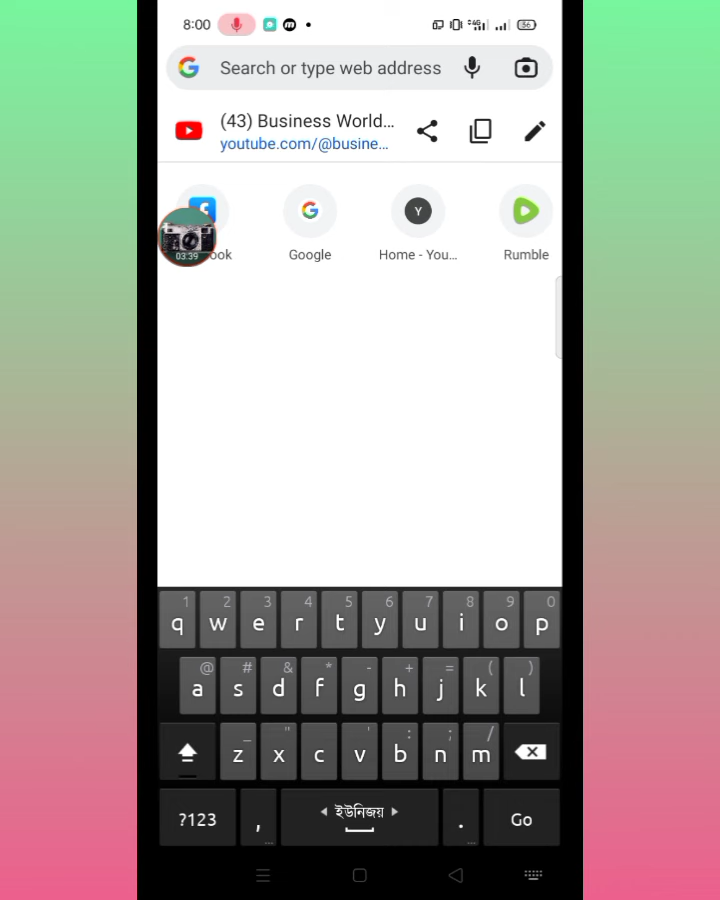 8:00
56
Search or type web address
(43) Business World...
youtube.com/@busine...
03:39
ook
Google
Y
Home - You...
Rumble
1 2 3 4 5 6 7 8 9 0
q w e r t y u i o p
@ # & * - + = ( )
a s d f g h j k l
_ " ' : ; /
z x c v b n m
?123 , ইউনিজয় . Go